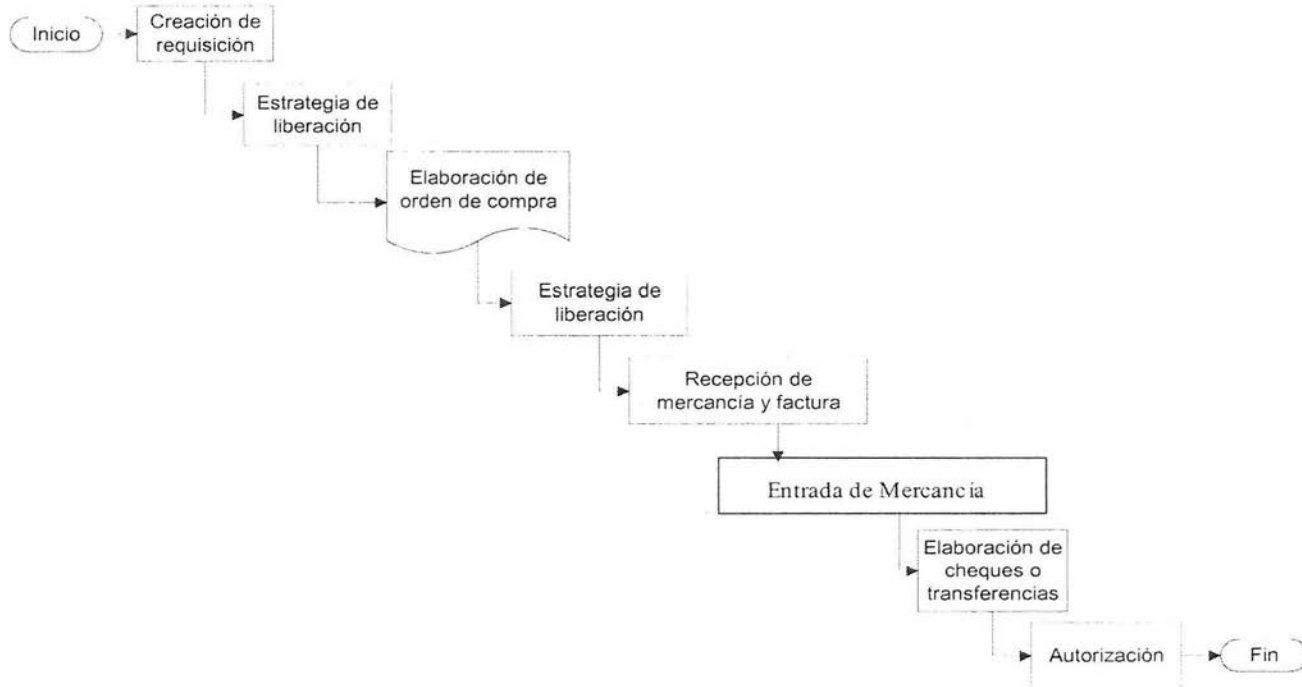 Inicio
Creación de
requisición
Estrategia de
liberación
Elaboración de
orden de compra
Estrategia de
liberación
Recepción de
mercancía y factura
Entrada de Mercancía
Elaboración de
cheques o
transferencias
Autorización
Fin